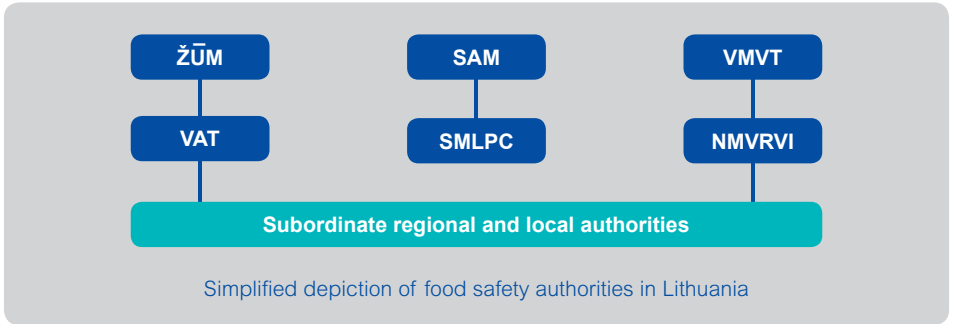 ŽŪM SAM VMVT
VAT SMLPC NMVRVI
Subordinate regional and local authorities
Simplified depiction of food safety authorities in Lithuania